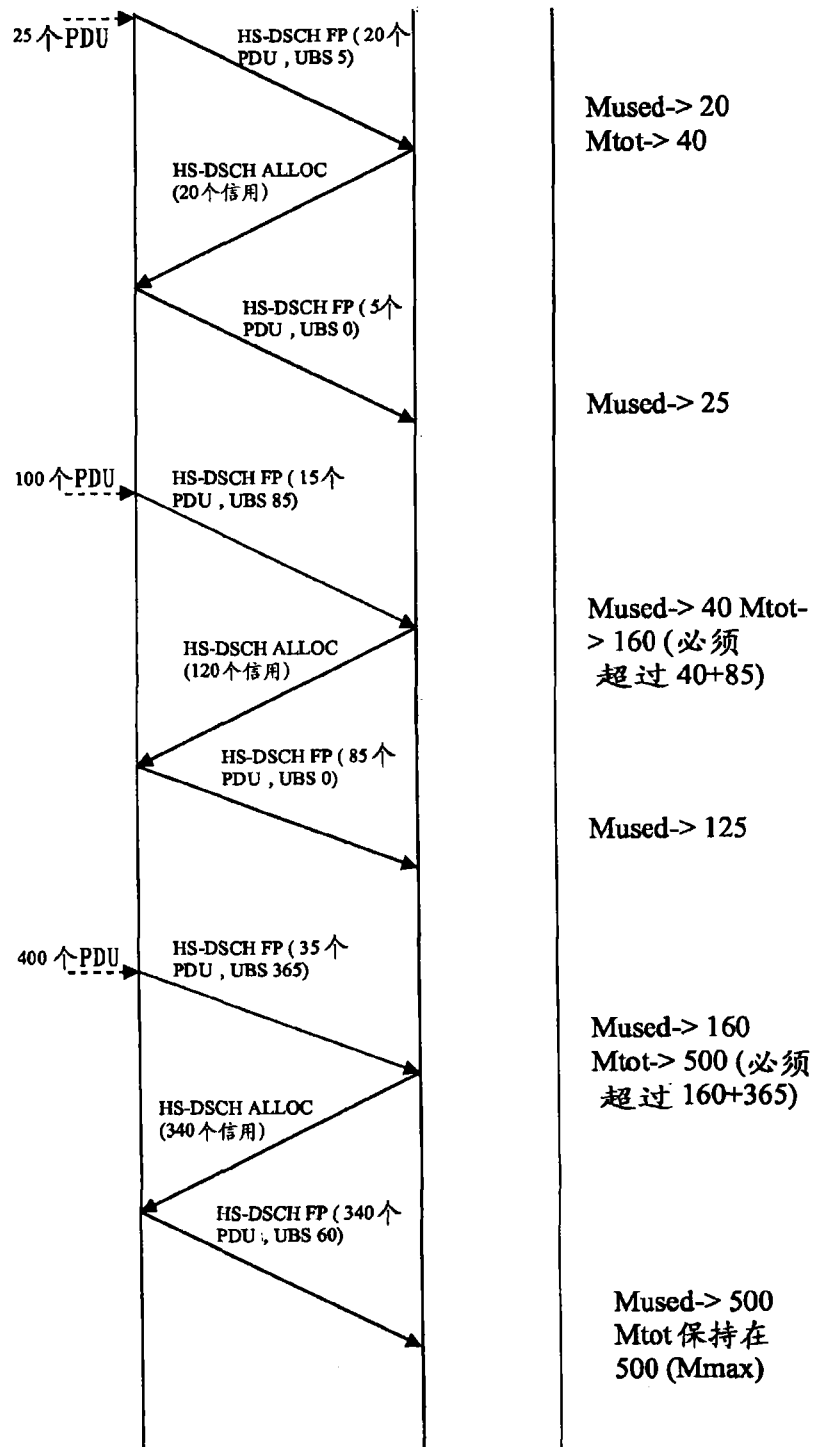 25个PDU
HS-DSCH FP ( 20个
PDU , UBS 5)
Mused-> 20
Mtot-> 40
HS-DSCH ALLOC
(20个信用)
HS-DSCH FP ( 5个
PDU , UBS 0)
Mused-> 25
100个PDU
HS-DSCH FP ( 15个
PDU , UBS 85)
Mused-> 40 Mtot-
> 160 (必须
超过 40+85)
HS-DSCH ALLOC
(120个信用)
HS-DSCH FP ( 85个
PDU , UBS 0)
Mused-> 125
400个PDU
HS-DSCH FP ( 35个
PDU , UBS 365)
Mused-> 160
Mtot-> 500 (必须
超过 160+365)
HS-DSCH ALLOC
(340个信用)
HS-DSCH FP ( 340个
PDU , UBS 60)
Mused-> 500
Mtot 保持在
500 (Mmax)